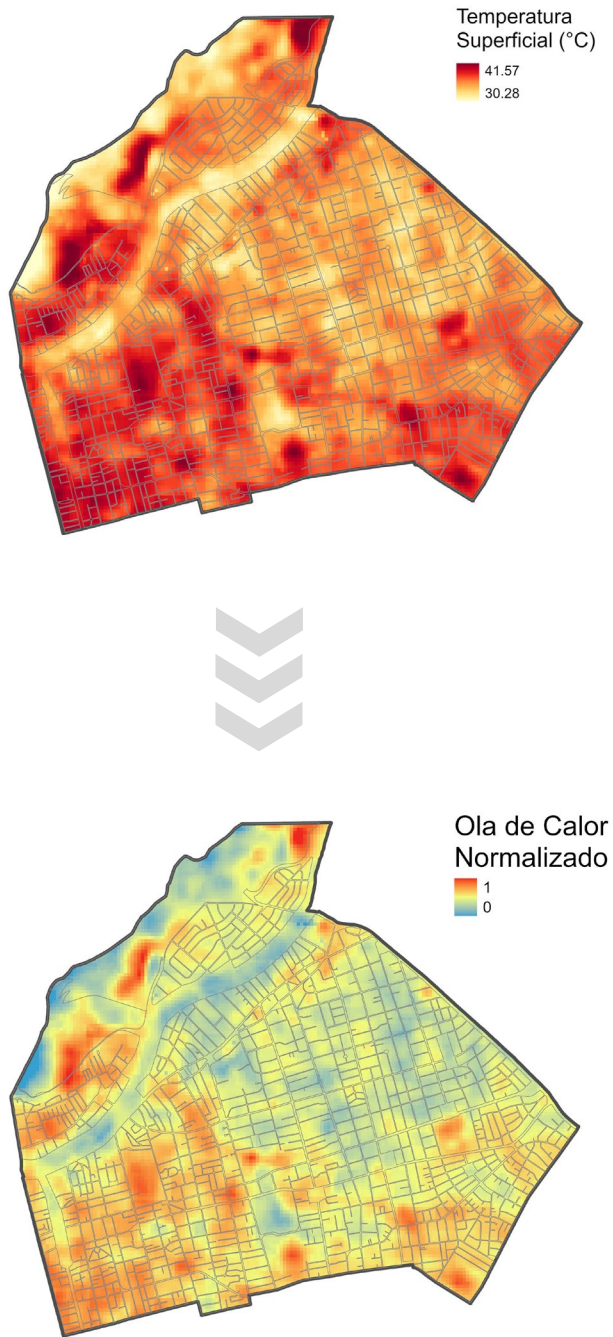 Temperatura
Superficial (°C)
41.57
30.28
Ola de Calor
Normalizado
1
0